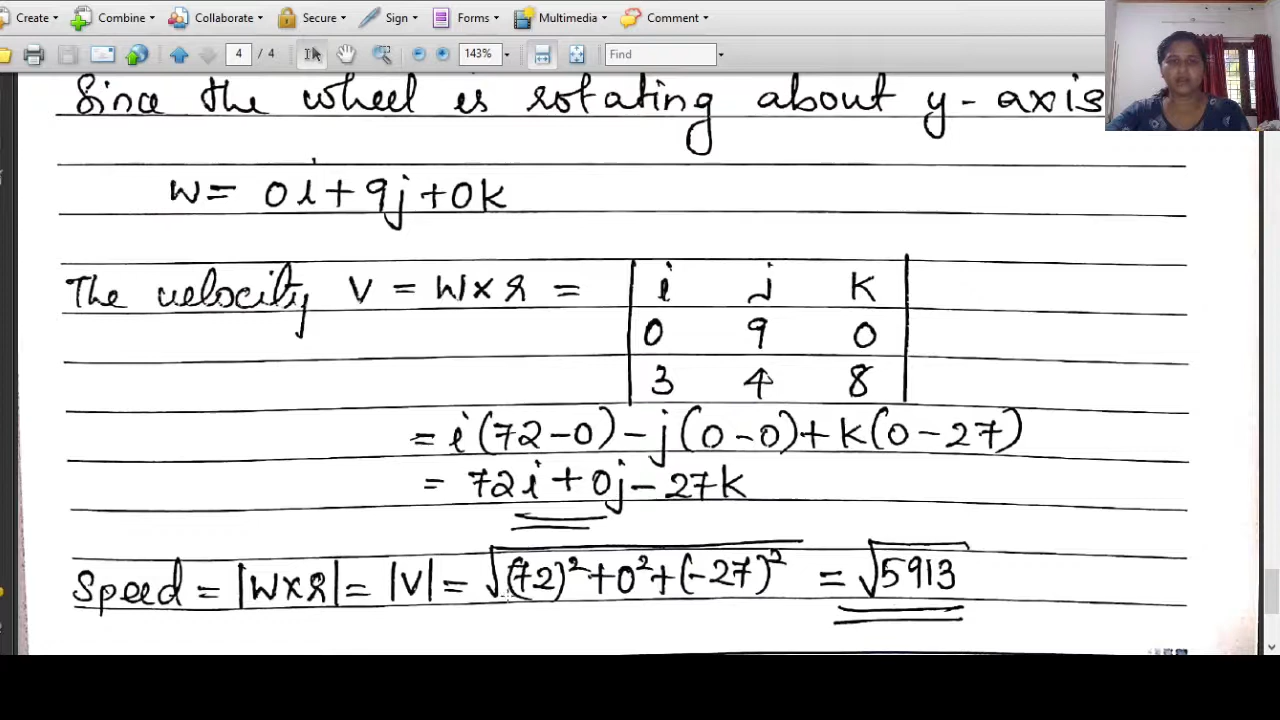 Create Combine Collaborate Secure Sign Forms Multimedia Comment
4 / 4 143% Find
Since the wheel is rotating about y-axis
W = 0i + 9j + 0k
The velocity V = W×r = | i j k |
| 0 9 0 |
| 3 4 8 |
= i(72-0) - j(0-0) + k(0-27)
= 72i + 0j - 27k
Speed = |W×r| = |V| = √(72)² + 0² + (-27)² = √5913